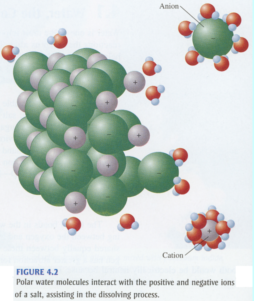 Anion
Cation
FIGURE 4.2
Polar water molecules interact with the positive and negative ions
of a salt, assisting in the dissolving process.